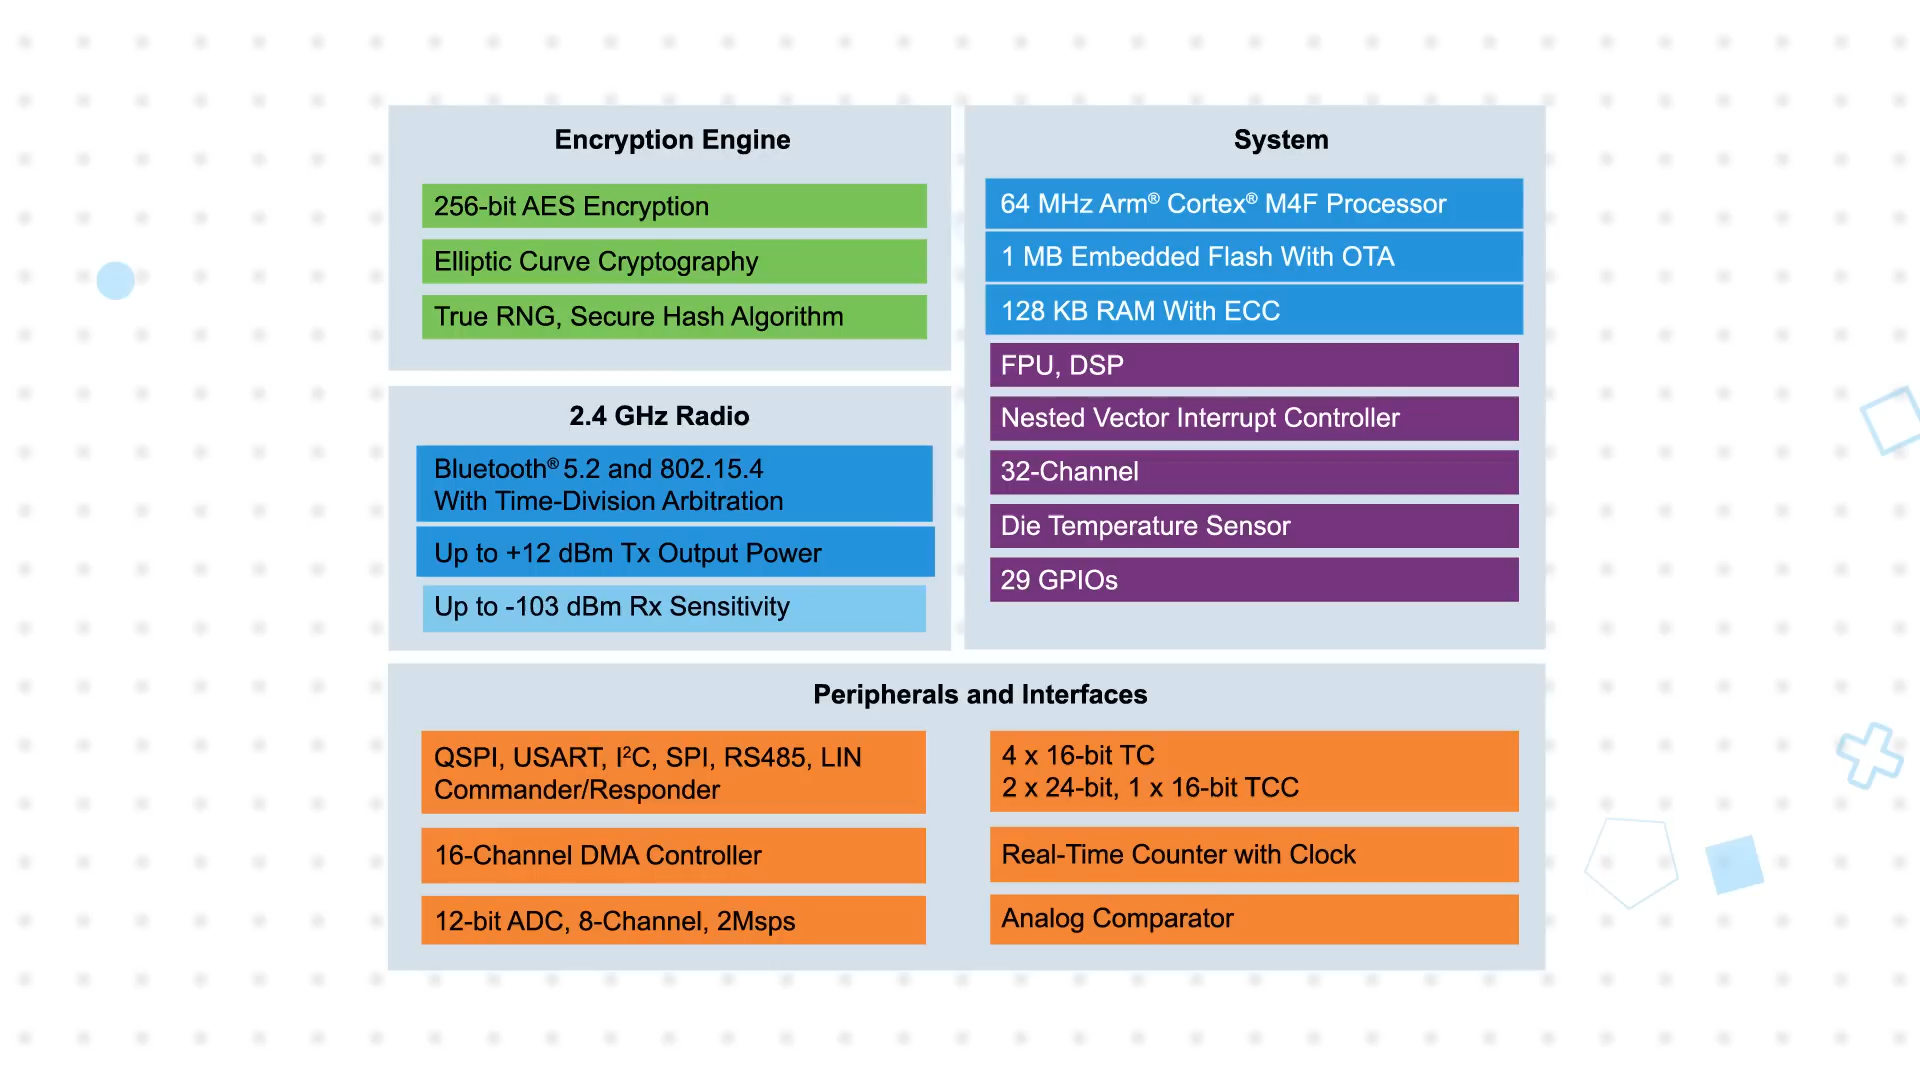 Encryption Engine
256-bit AES Encryption
Elliptic Curve Cryptography
True RNG, Secure Hash Algorithm
2.4 GHz Radio
Bluetooth® 5.2 and 802.15.4
With Time-Division Arbitration
Up to +12 dBm Tx Output Power
Up to -103 dBm Rx Sensitivity
System
64 MHz Arm® Cortex® M4F Processor
1 MB Embedded Flash With OTA
128 KB RAM With ECC
FPU, DSP
Nested Vector Interrupt Controller
32-Channel
Die Temperature Sensor
29 GPIOs
Peripherals and Interfaces
QSPI, USART, I²C, SPI, RS485, LIN
Commander/Responder
16-Channel DMA Controller
12-bit ADC, 8-Channel, 2Msps
4 x 16-bit TC
2 x 24-bit, 1 x 16-bit TCC
Real-Time Counter with Clock
Analog Comparator